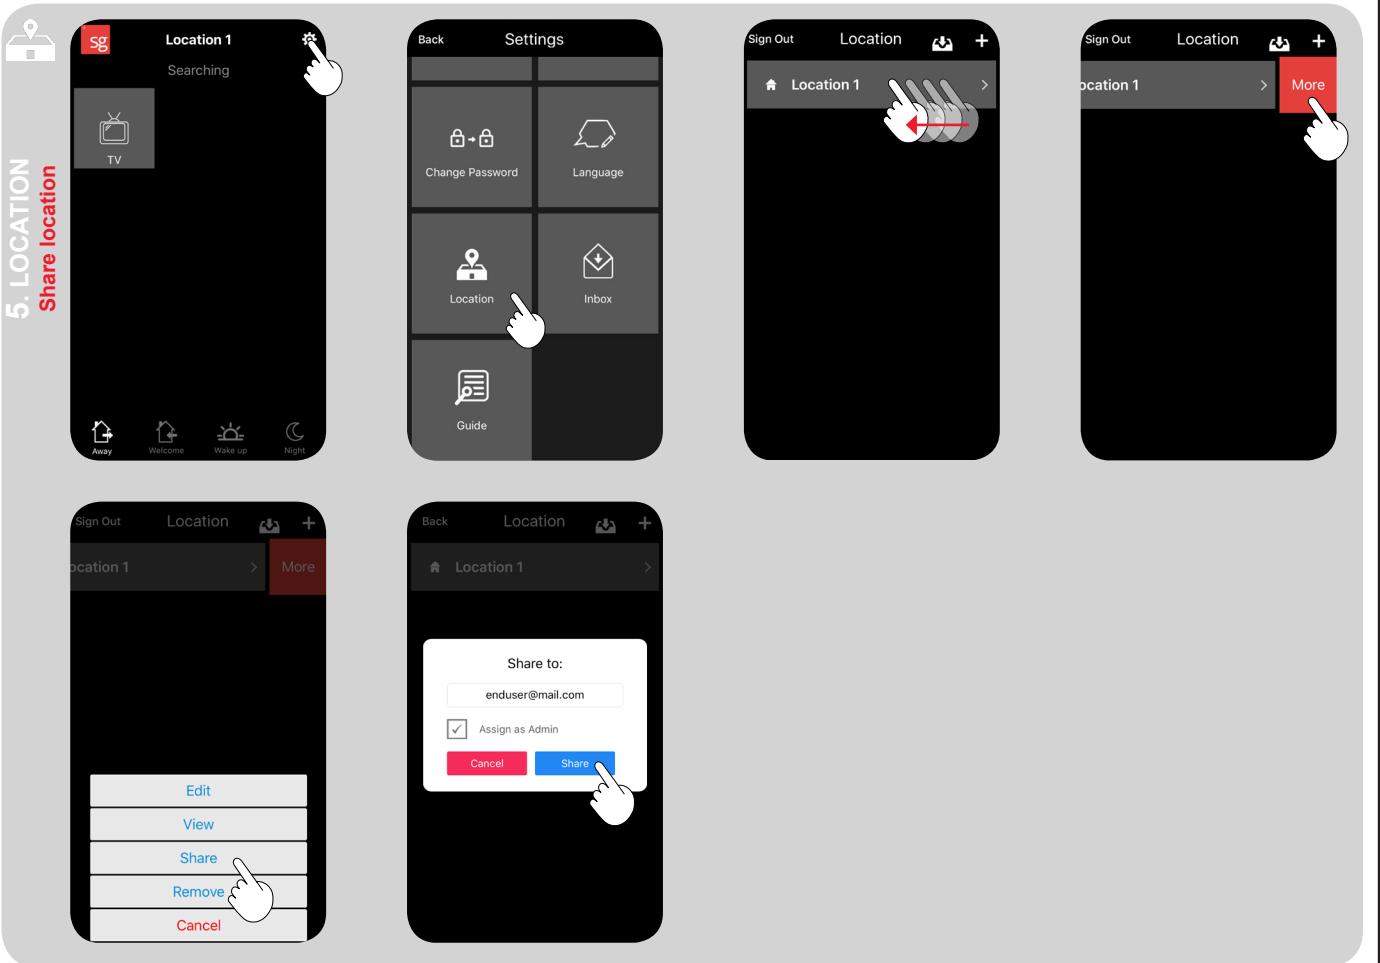 5. LOCATION
Share location
sg
Location 1
Searching
TV
Away
Welcome
Wake up
Night
Back
Settings
Change Password
Language
Location
Inbox
Guide
Sign Out
Location
Location 1
Sign Out
Location
ocation 1
More
Sign Out
Location
ocation 1
More
Edit
View
Share
Remove
Cancel
Back
Location
Location 1
Share to:
enduser@mail.com
Assign as Admin
Cancel
Share